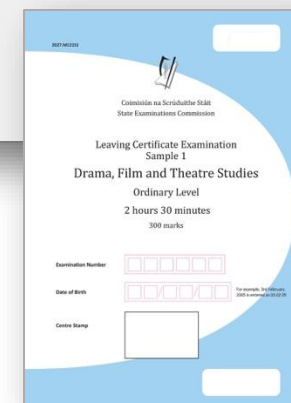 Coimisiún na Scrúduithe Stáit
State Examinations Commission
Leaving Certificate Examination
Sample 1
Drama, Film and Theatre Studies
Ordinary Level
2 hours 30 minutes
300 marks
Examination Number
Date of Birth
For example, 3rd February
2005 is entered as 03 02 05
Centre Stamp